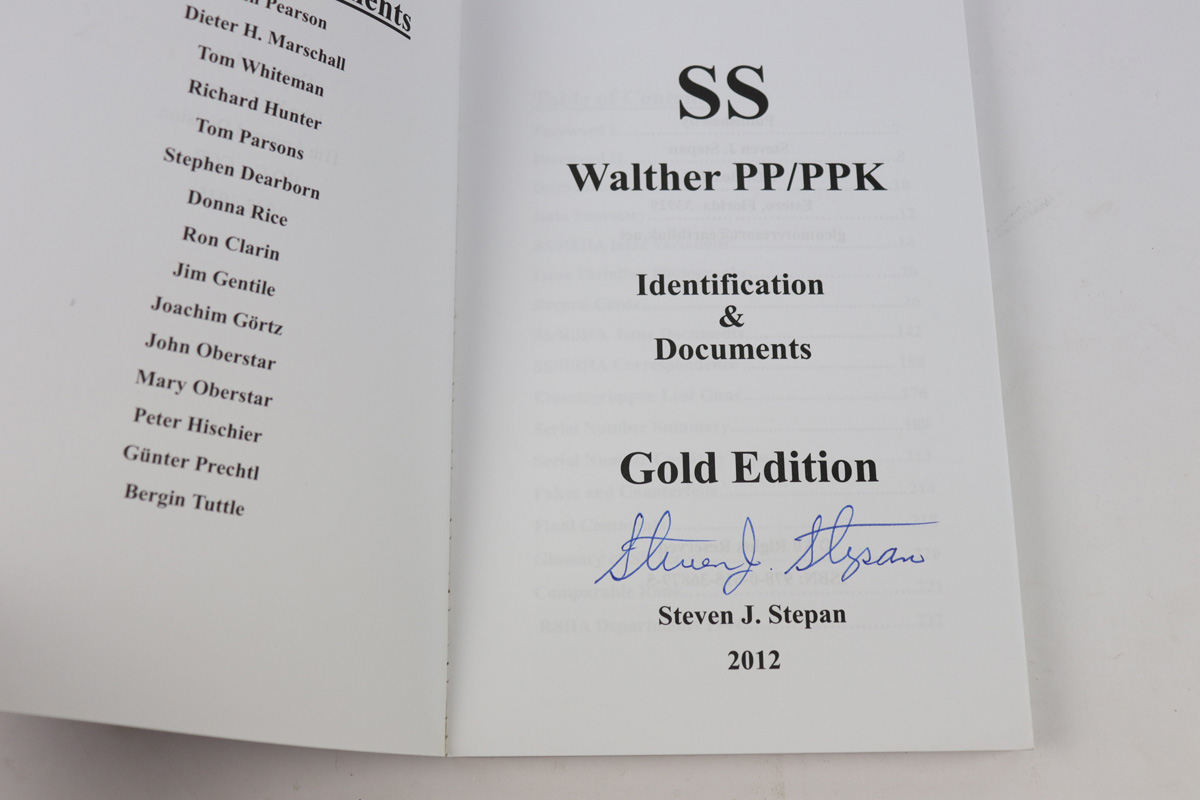 Pearson
Dieter H. Marschall
Tom Whiteman
Richard Hunter
Tom Parsons
Stephen Dearborn
Donna Rice
Ron Clarin
Jim Gentile
Joachim Görtz
John Oberstar
Mary Oberstar
Peter Hischier
Günter Prechtl
Bergin Tuttle
SS
Walther PP/PPK
Identification
&
Documents
Gold Edition
Steven J. Stepan
Steven J. Stepan
2012